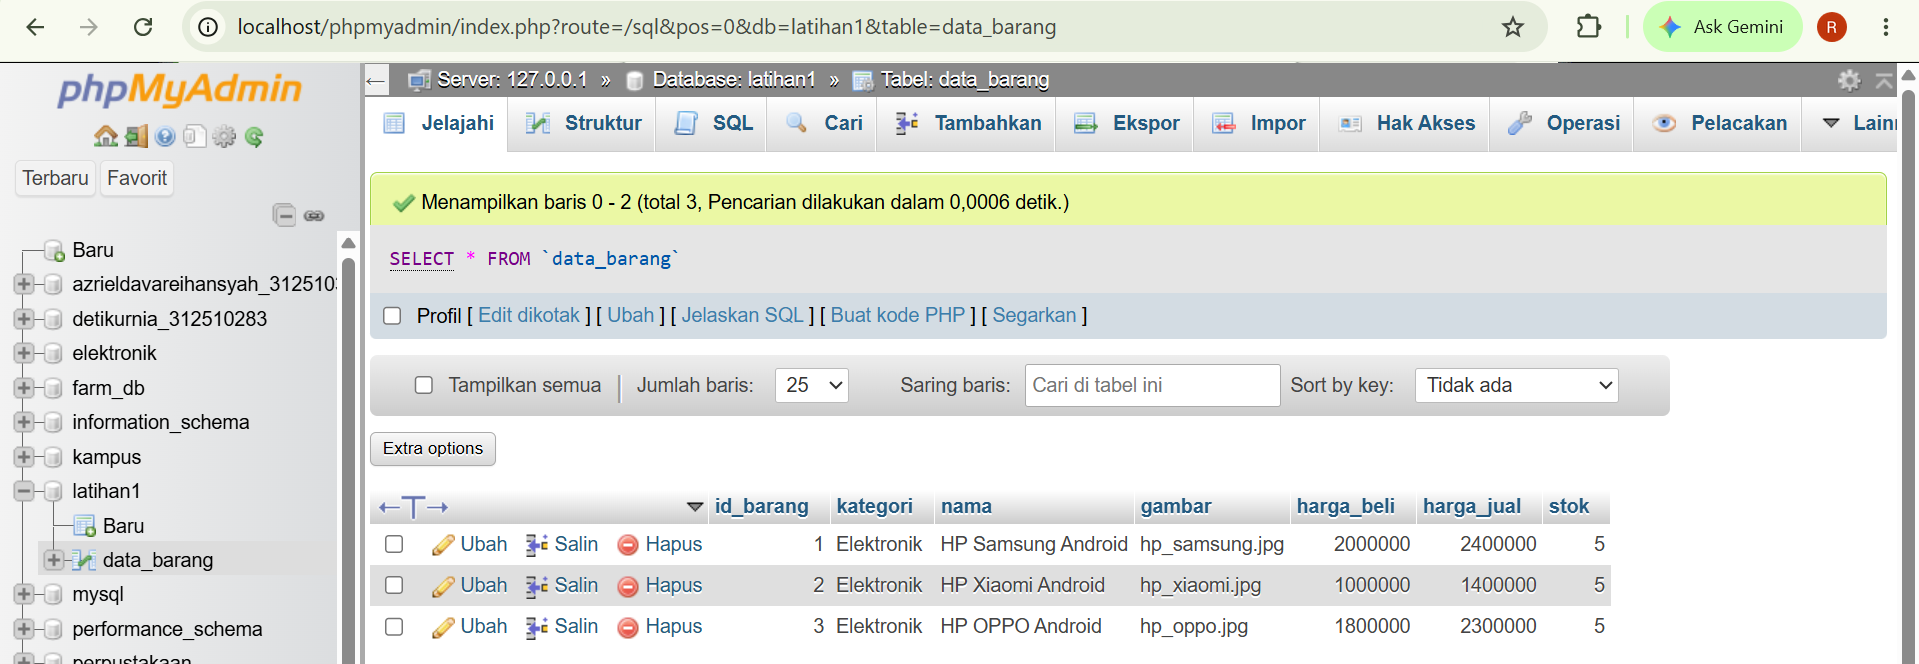 localhost/phpmyadmin/index.php?route=/sql&pos=0&db=latihan1&table=data_barang
Ask Gemini
R
phpMyAdmin
Terbaru Favorit
Baru
azrieldavareihansyah_312510
detikurnia_312510283
elektronik
farm_db
information_schema
kampus
latihan1
Baru
data_barang
mysql
performance_schema
perpustakaan
Server: 127.0.0.1 » Database: latihan1 » Tabel: data_barang
Jelajahi Struktur SQL Cari Tambahkan Ekspor Impor Hak Akses Operasi Pelacakan Lainn
Menampilkan baris 0 - 2 (total 3, Pencarian dilakukan dalam 0,0006 detik.)
SELECT * FROM `data_barang`
Profil [ Edit dikotak ] [ Ubah ] [ Jelaskan SQL ] [ Buat kode PHP ] [ Segarkan ]
Tampilkan semua | Jumlah baris: 25 Saring baris: Cari di tabel ini Sort by key: Tidak ada
Extra options
←T→ id_barang kategori nama gambar harga_beli harga_jual stok
Ubah Salin Hapus 1 Elektronik HP Samsung Android hp_samsung.jpg 2000000 2400000 5
Ubah Salin Hapus 2 Elektronik HP Xiaomi Android hp_xiaomi.jpg 1000000 1400000 5
Ubah Salin Hapus 3 Elektronik HP OPPO Android hp_oppo.jpg 1800000 2300000 5